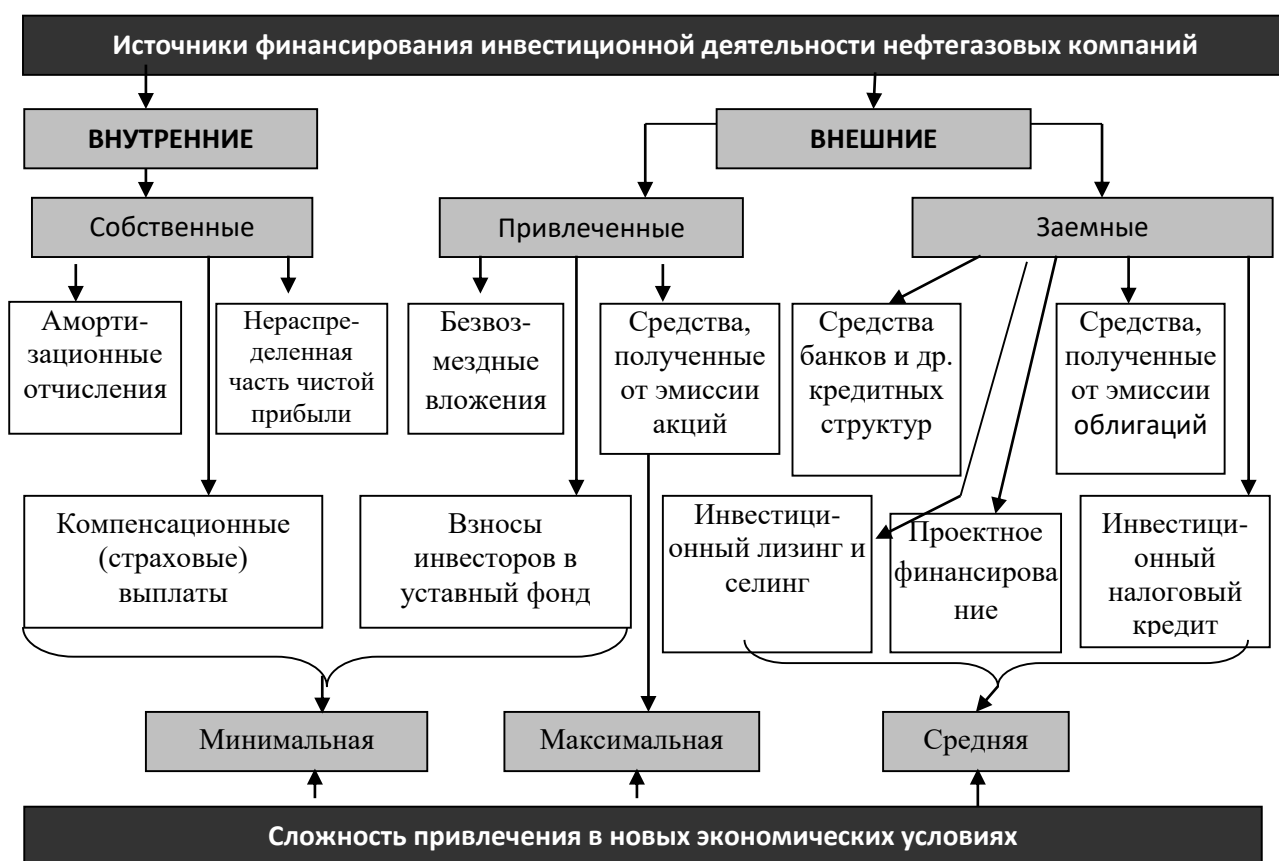 Источники финансирования инвестиционной деятельности нефтегазовых компаний
ВНУТРЕННИЕ
ВНЕШНИЕ
Собственные
Привлеченные
Заемные
Аморти-
зационные
отчисления
Нераспре-
деленная
часть чистой
прибыли
Безвоз-
мездные
вложения
Средства,
полученные
от эмиссии
акций
Средства
банков и др.
кредитных
структур
Средства,
полученные
от эмиссии
облигаций
Компенсационные
(страховые)
выплаты
Взносы
инвесторов в
уставный фонд
Инвестици-
онный лизинг и
селинг
Проектное
финансирова
ние
Инвестици-
онный
налоговый
кредит
Минимальная
Максимальная
Средняя
Сложность привлечения в новых экономических условиях